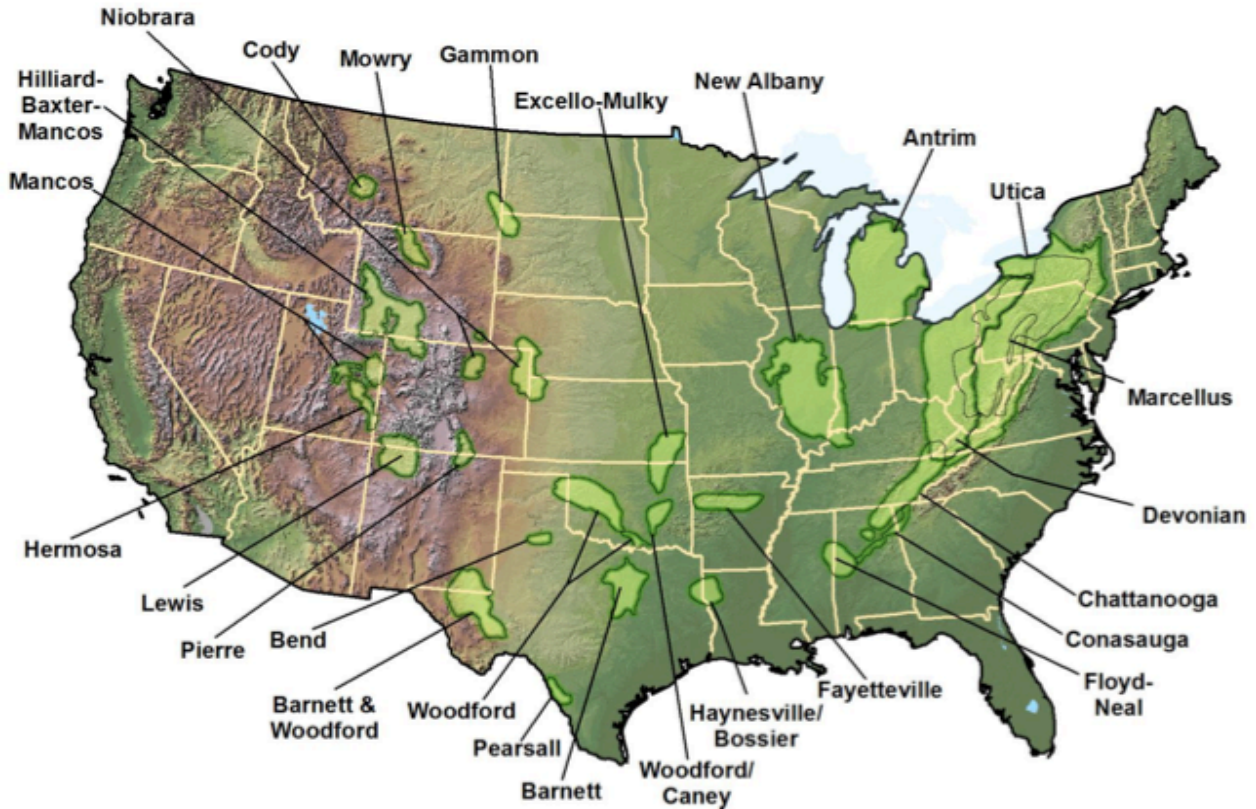 Niobrara
Cody
Mowry
Gammon
Hilliard-
Baxter-
Mancos
Mancos
Excello-Mulky
New Albany
Antrim
Utica
Marcellus
Devonian
Chattanooga
Conasauga
Floyd-
Neal
Fayetteville
Haynesville/
Bossier
Woodford/
Caney
Barnett
Pearsall
Woodford
Barnett &
Woodford
Bend
Pierre
Lewis
Hermosa